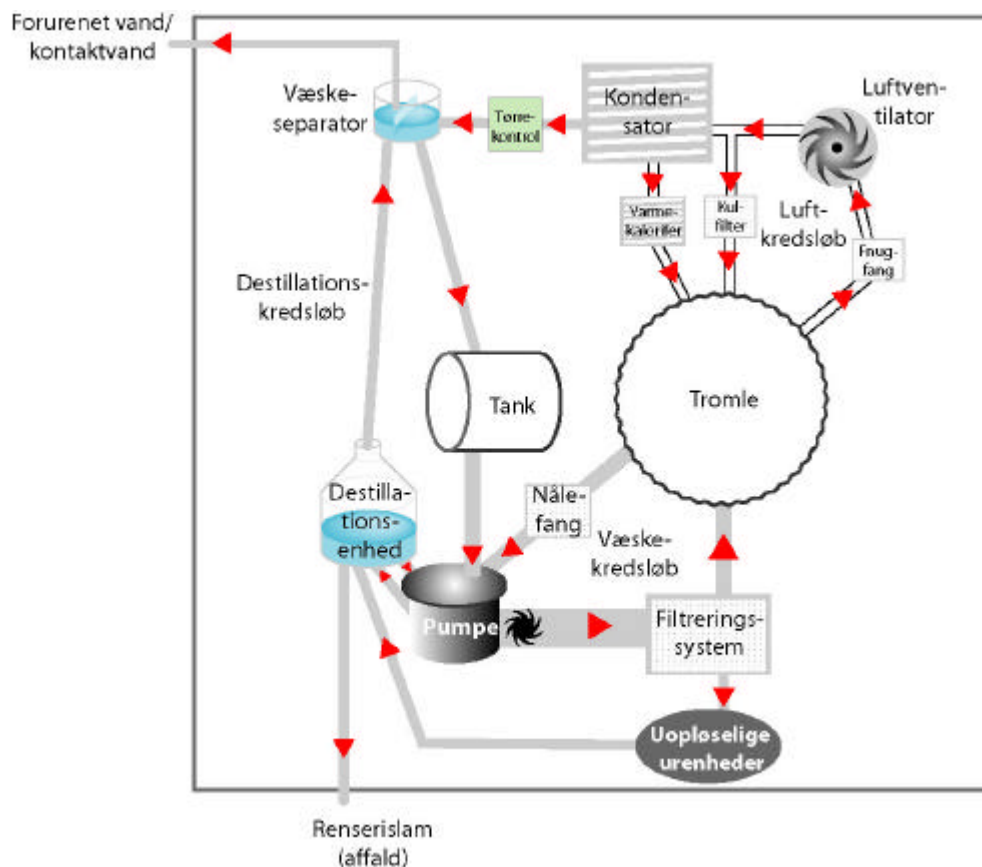 Forurenet vand/
kontaktvand
Væske-
separator
Tørre-
kontrol
Konden-
sator
Luftven-
tilator
Varme-
kalorifer
Kul-
filter
Luft-
kredsløb
Fnug-
fang
Destillations-
kredsløb
Tank
Tromle
Destilla-
tions-
enhed
Nåle-
fang
Væske-
kredsløb
Pumpe
Filtrerings-
system
Uopløselige
urenheder
Renserislam
(affald)